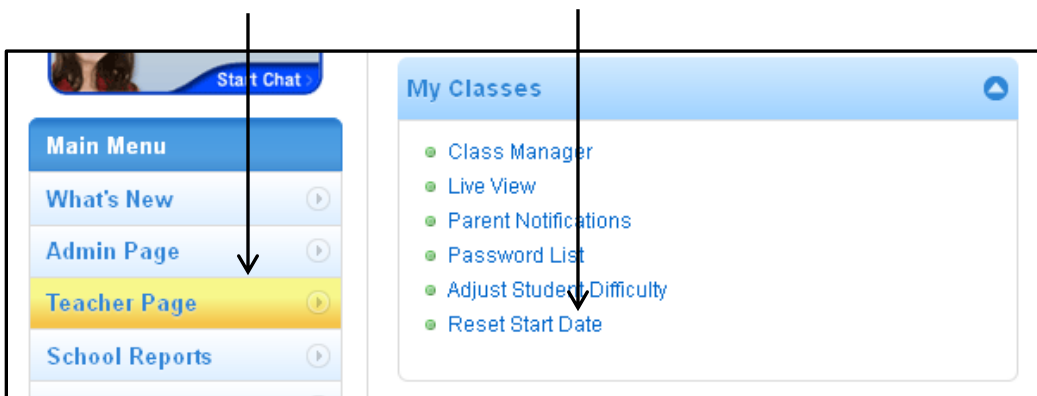 Start Chat
Main Menu
What's New
Admin Page
Teacher Page
School Reports
My Classes
Class Manager
Live View
Parent Notifications
Password List
Adjust Student Difficulty
Reset Start Date